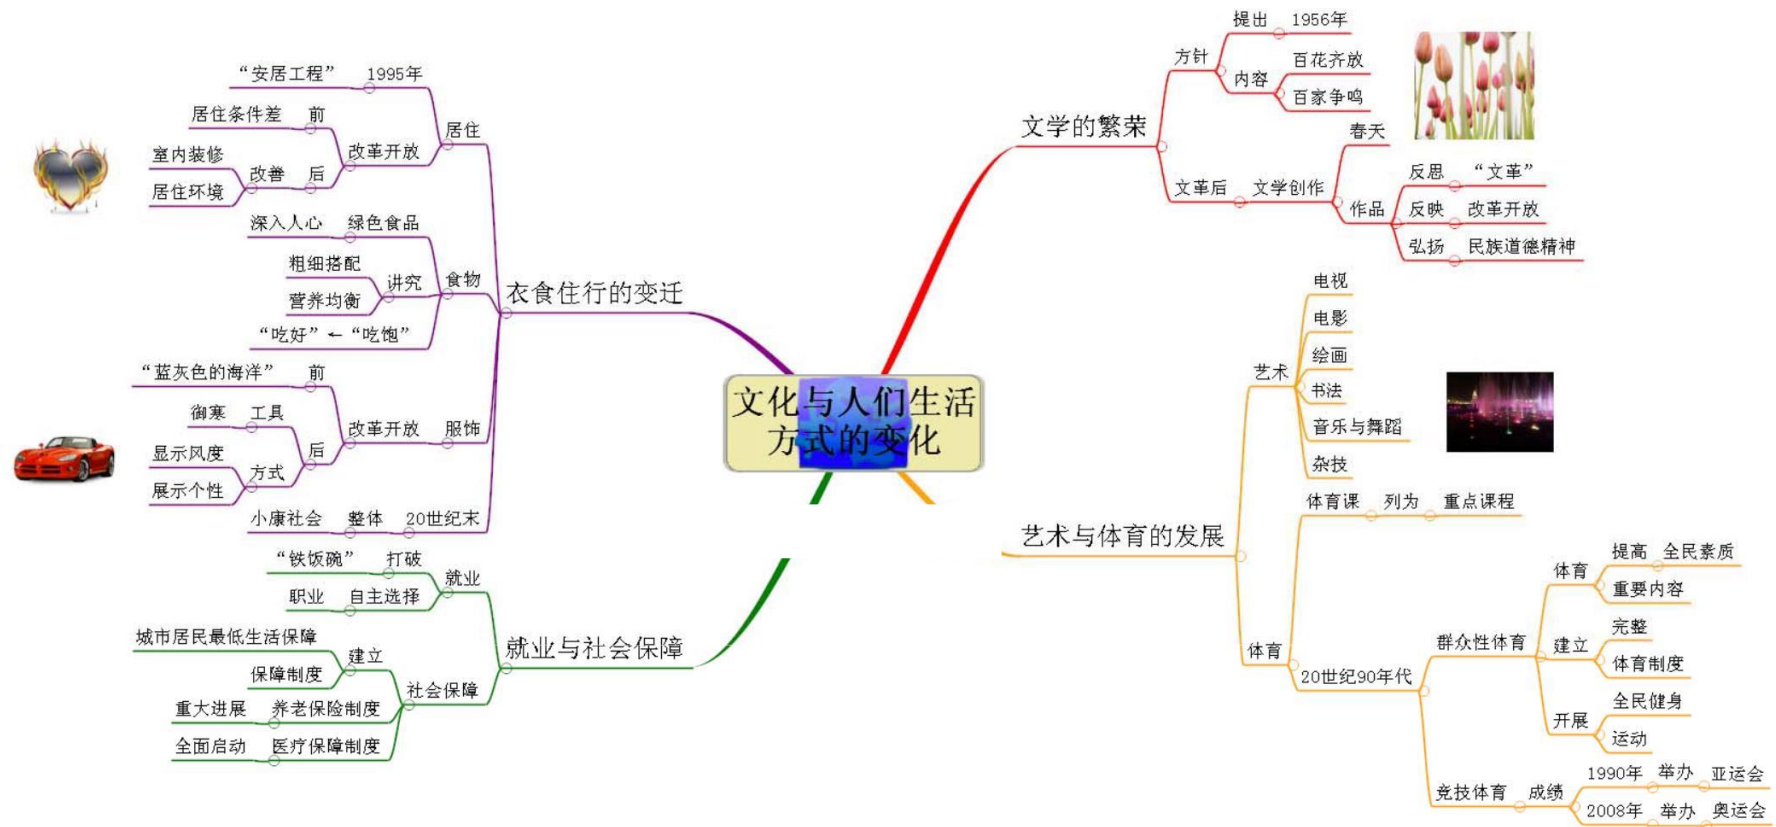 文化与人们生活
方式的变化
文学的繁荣
方针
提出
1956年
内容
百花齐放
百家争鸣
文革后
文学创作
春天
作品
反思
“文革”
反映
改革开放
弘扬
民族道德精神
艺术与体育的发展
艺术
电视
电影
绘画
书法
音乐与舞蹈
杂技
体育
体育课
列为
重点课程
20世纪90年代
群众性体育
体育
提高
全民素质
重要内容
建立
完整
体育制度
开展
全民健身
运动
竞技体育
成绩
1990年
举办
亚运会
2008年
举办
奥运会
衣食住行的变迁
居住
1995年
“安居工程”
改革开放
前
居住条件差
后
改善
室内装修
居住环境
食物
绿色食品
深入人心
讲究
粗细搭配
营养均衡
“吃好”←“吃饱”
服饰
改革开放
前
“蓝灰色的海洋”
后
工具
御寒
方式
显示风度
展示个性
20世纪末
整体
小康社会
就业与社会保障
就业
打破
“铁饭碗”
自主选择
职业
社会保障
建立
城市居民最低生活保障
保障制度
养老保险制度
重大进展
医疗保障制度
全面启动